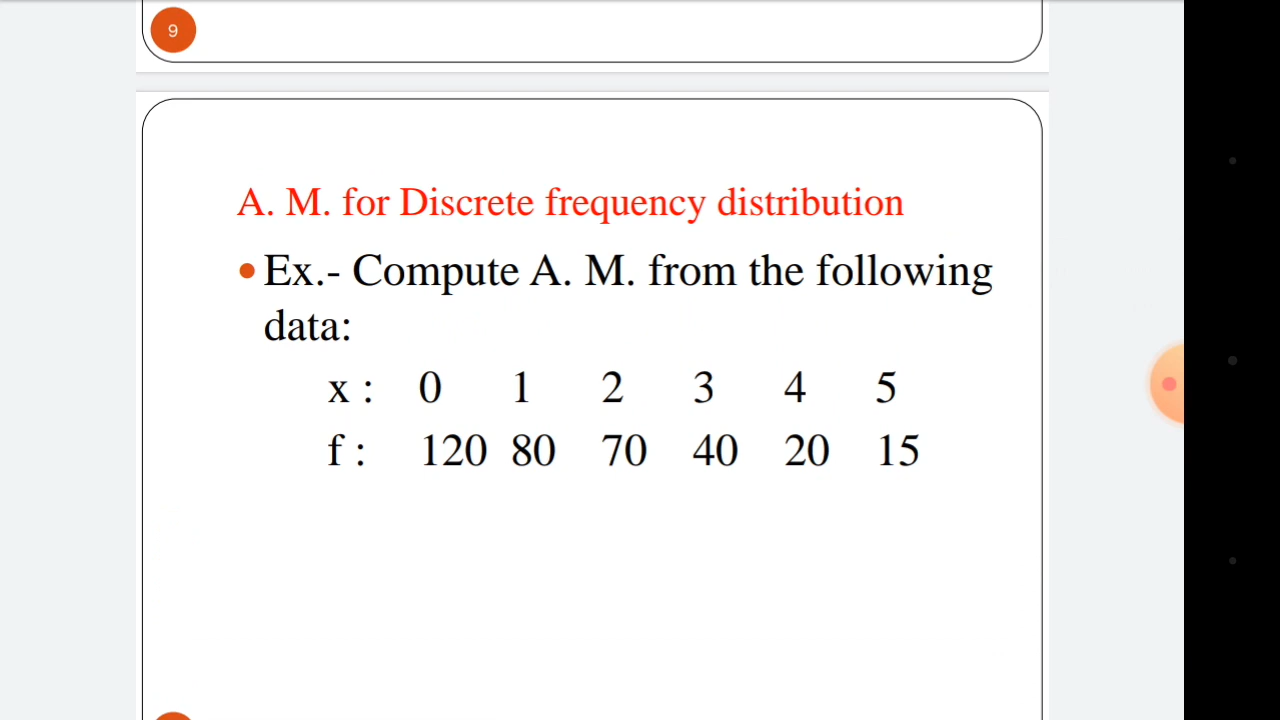 9
A. M. for Discrete frequency distribution
• Ex.- Compute A. M. from the following
data:
x : 0 1 2 3 4 5
f : 120 80 70 40 20 15